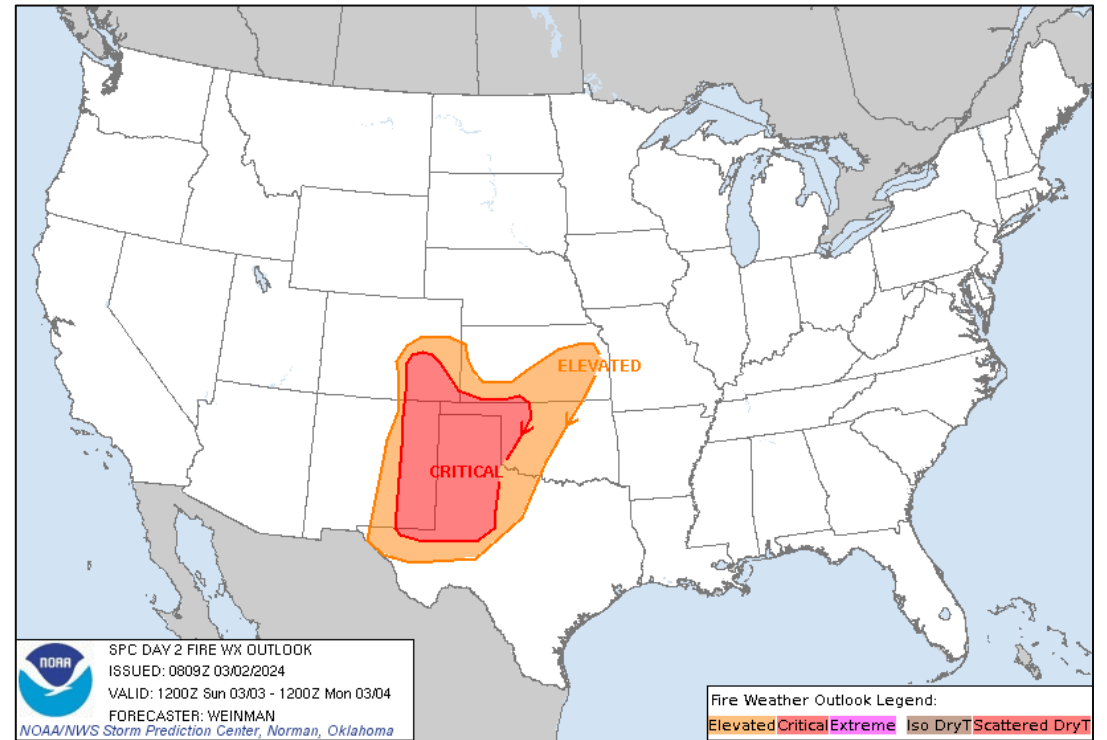 ELEVATED
CRITICAL
NOAA
SPC DAY 2 FIRE WX OUTLOOK
ISSUED: 0809Z 03/02/2024
VALID: 1200Z Sun 03/03 - 1200Z Mon 03/04
FORECASTER: WEINMAN
NOAA/NWS Storm Prediction Center, Norman, Oklahoma
Fire Weather Outlook Legend:
Elevated Critical Extreme Iso DryT Scattered DryT